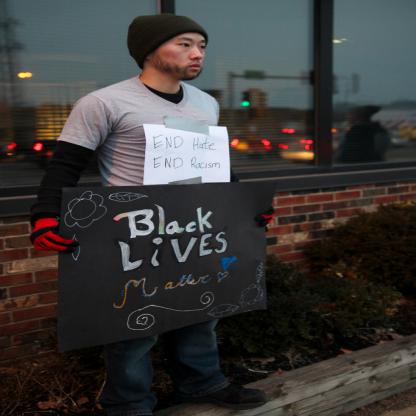 END Hate
END Racism
Black
LIVES
Matter